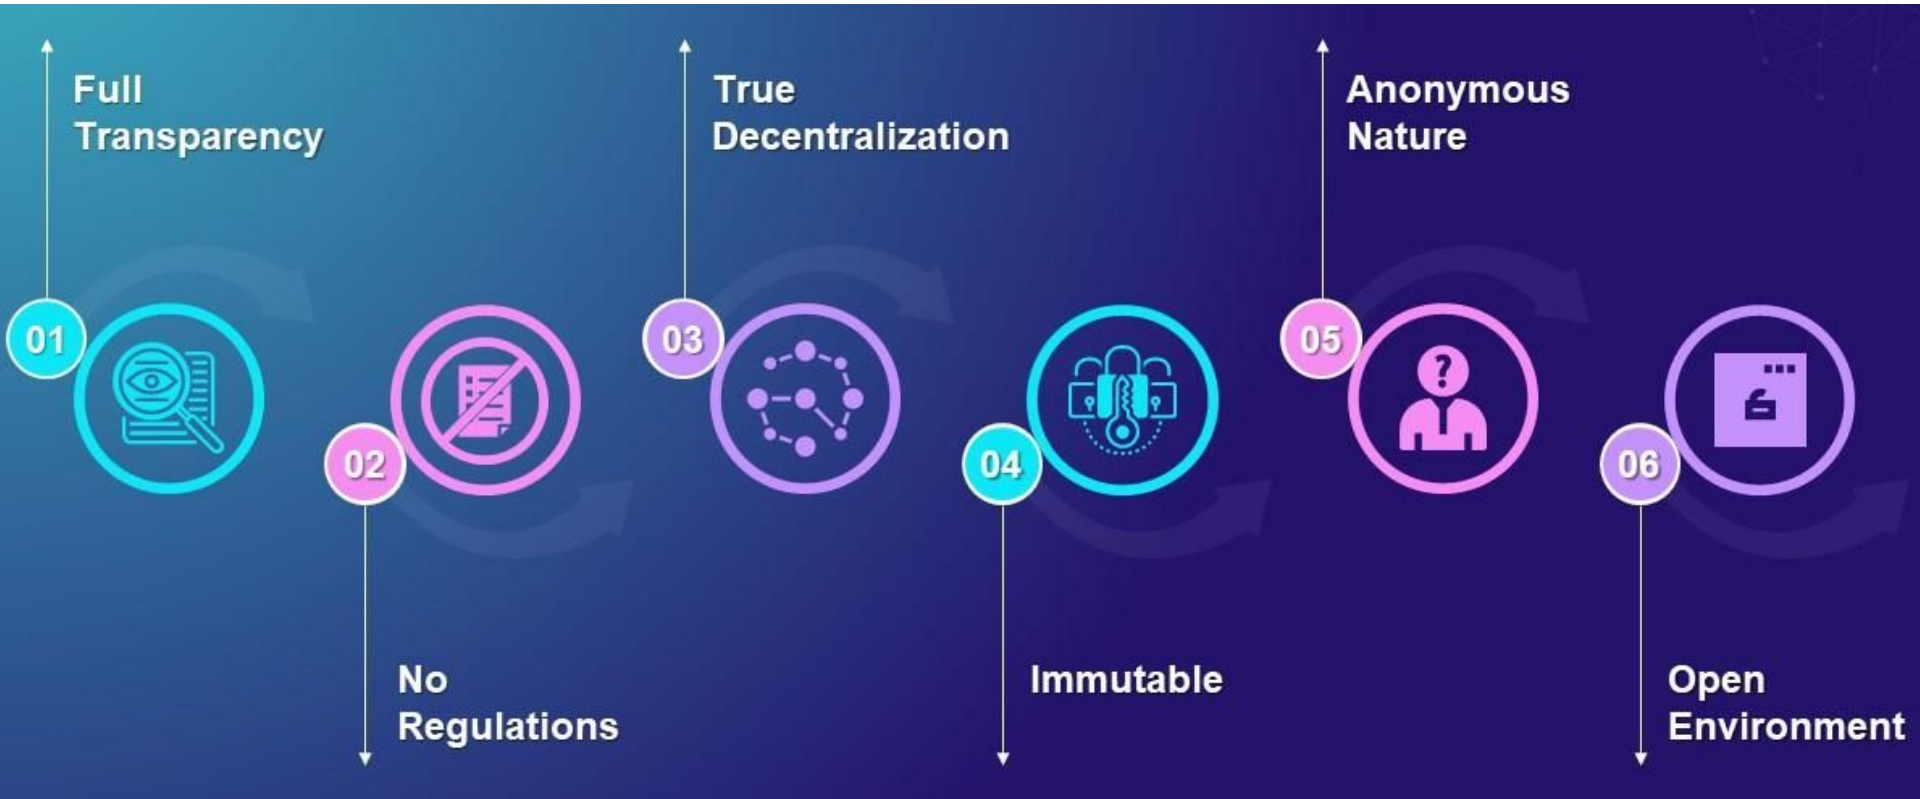 01
Full
Transparency
02
No
Regulations
03
True
Decentralization
04
Immutable
05
Anonymous
Nature
?
06
Open
Environment